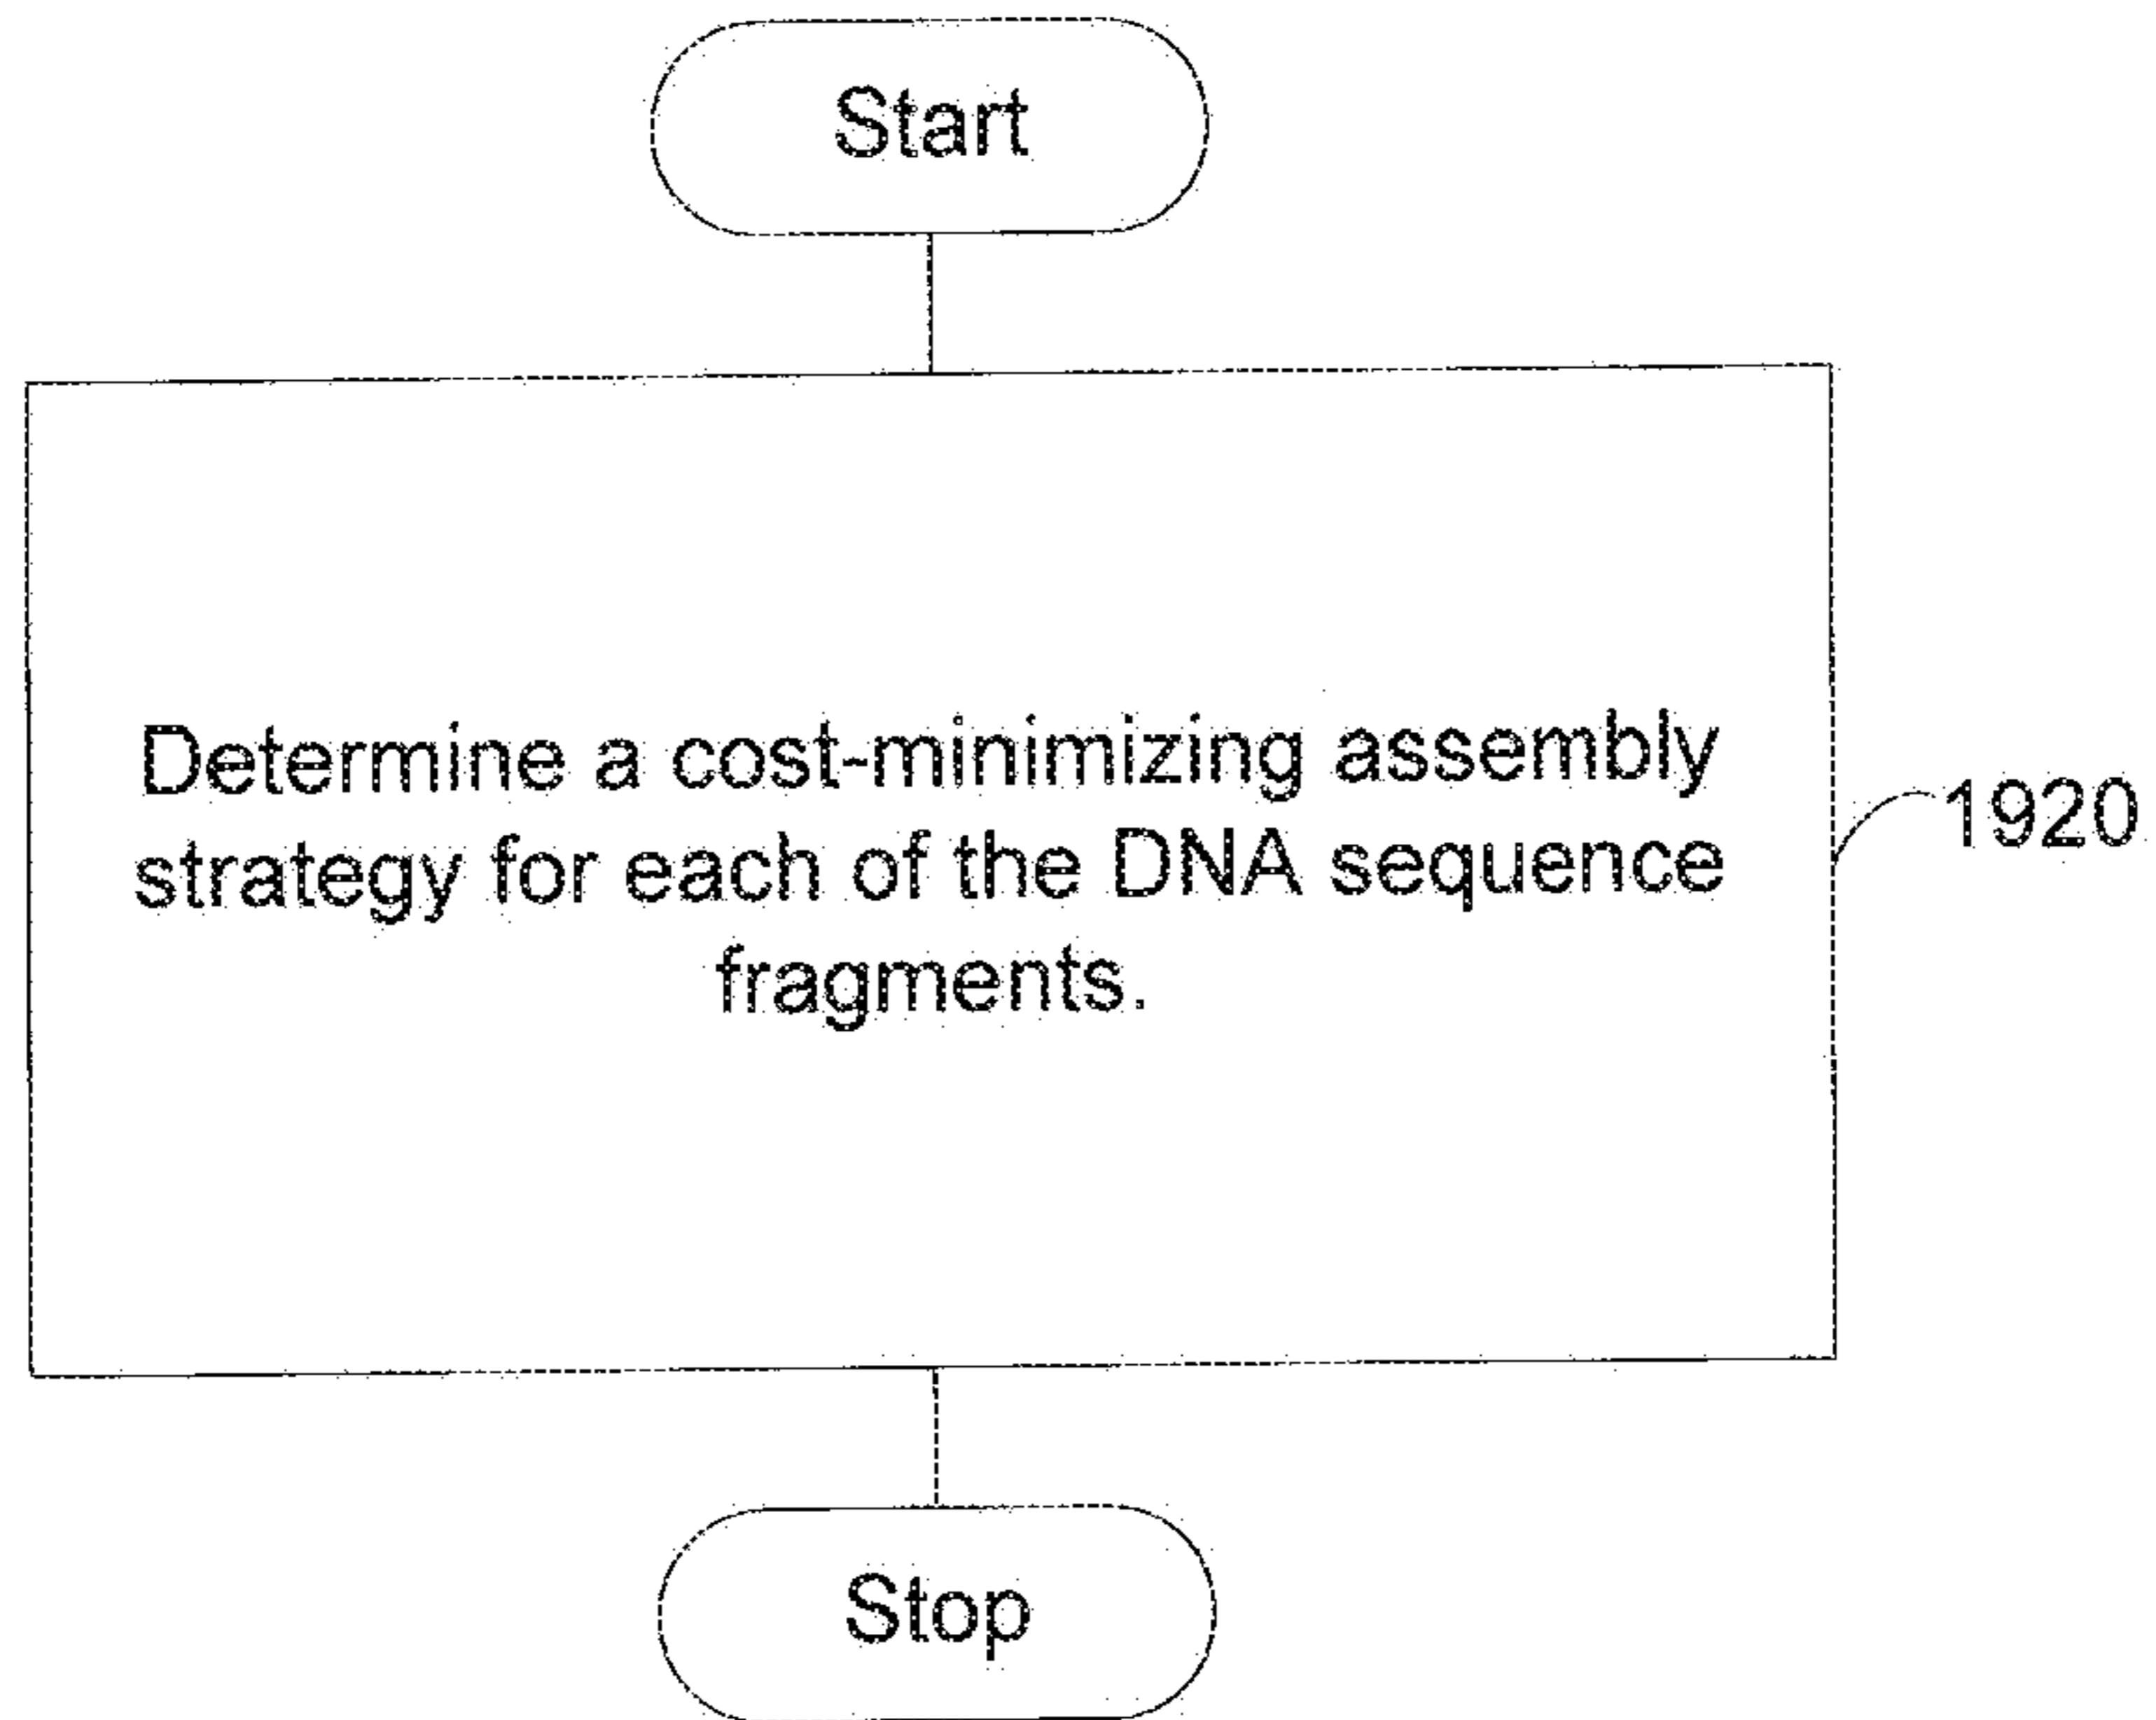 Start
Determine a cost-minimizing assembly
strategy for each of the DNA sequence
fragments.
1920
Stop